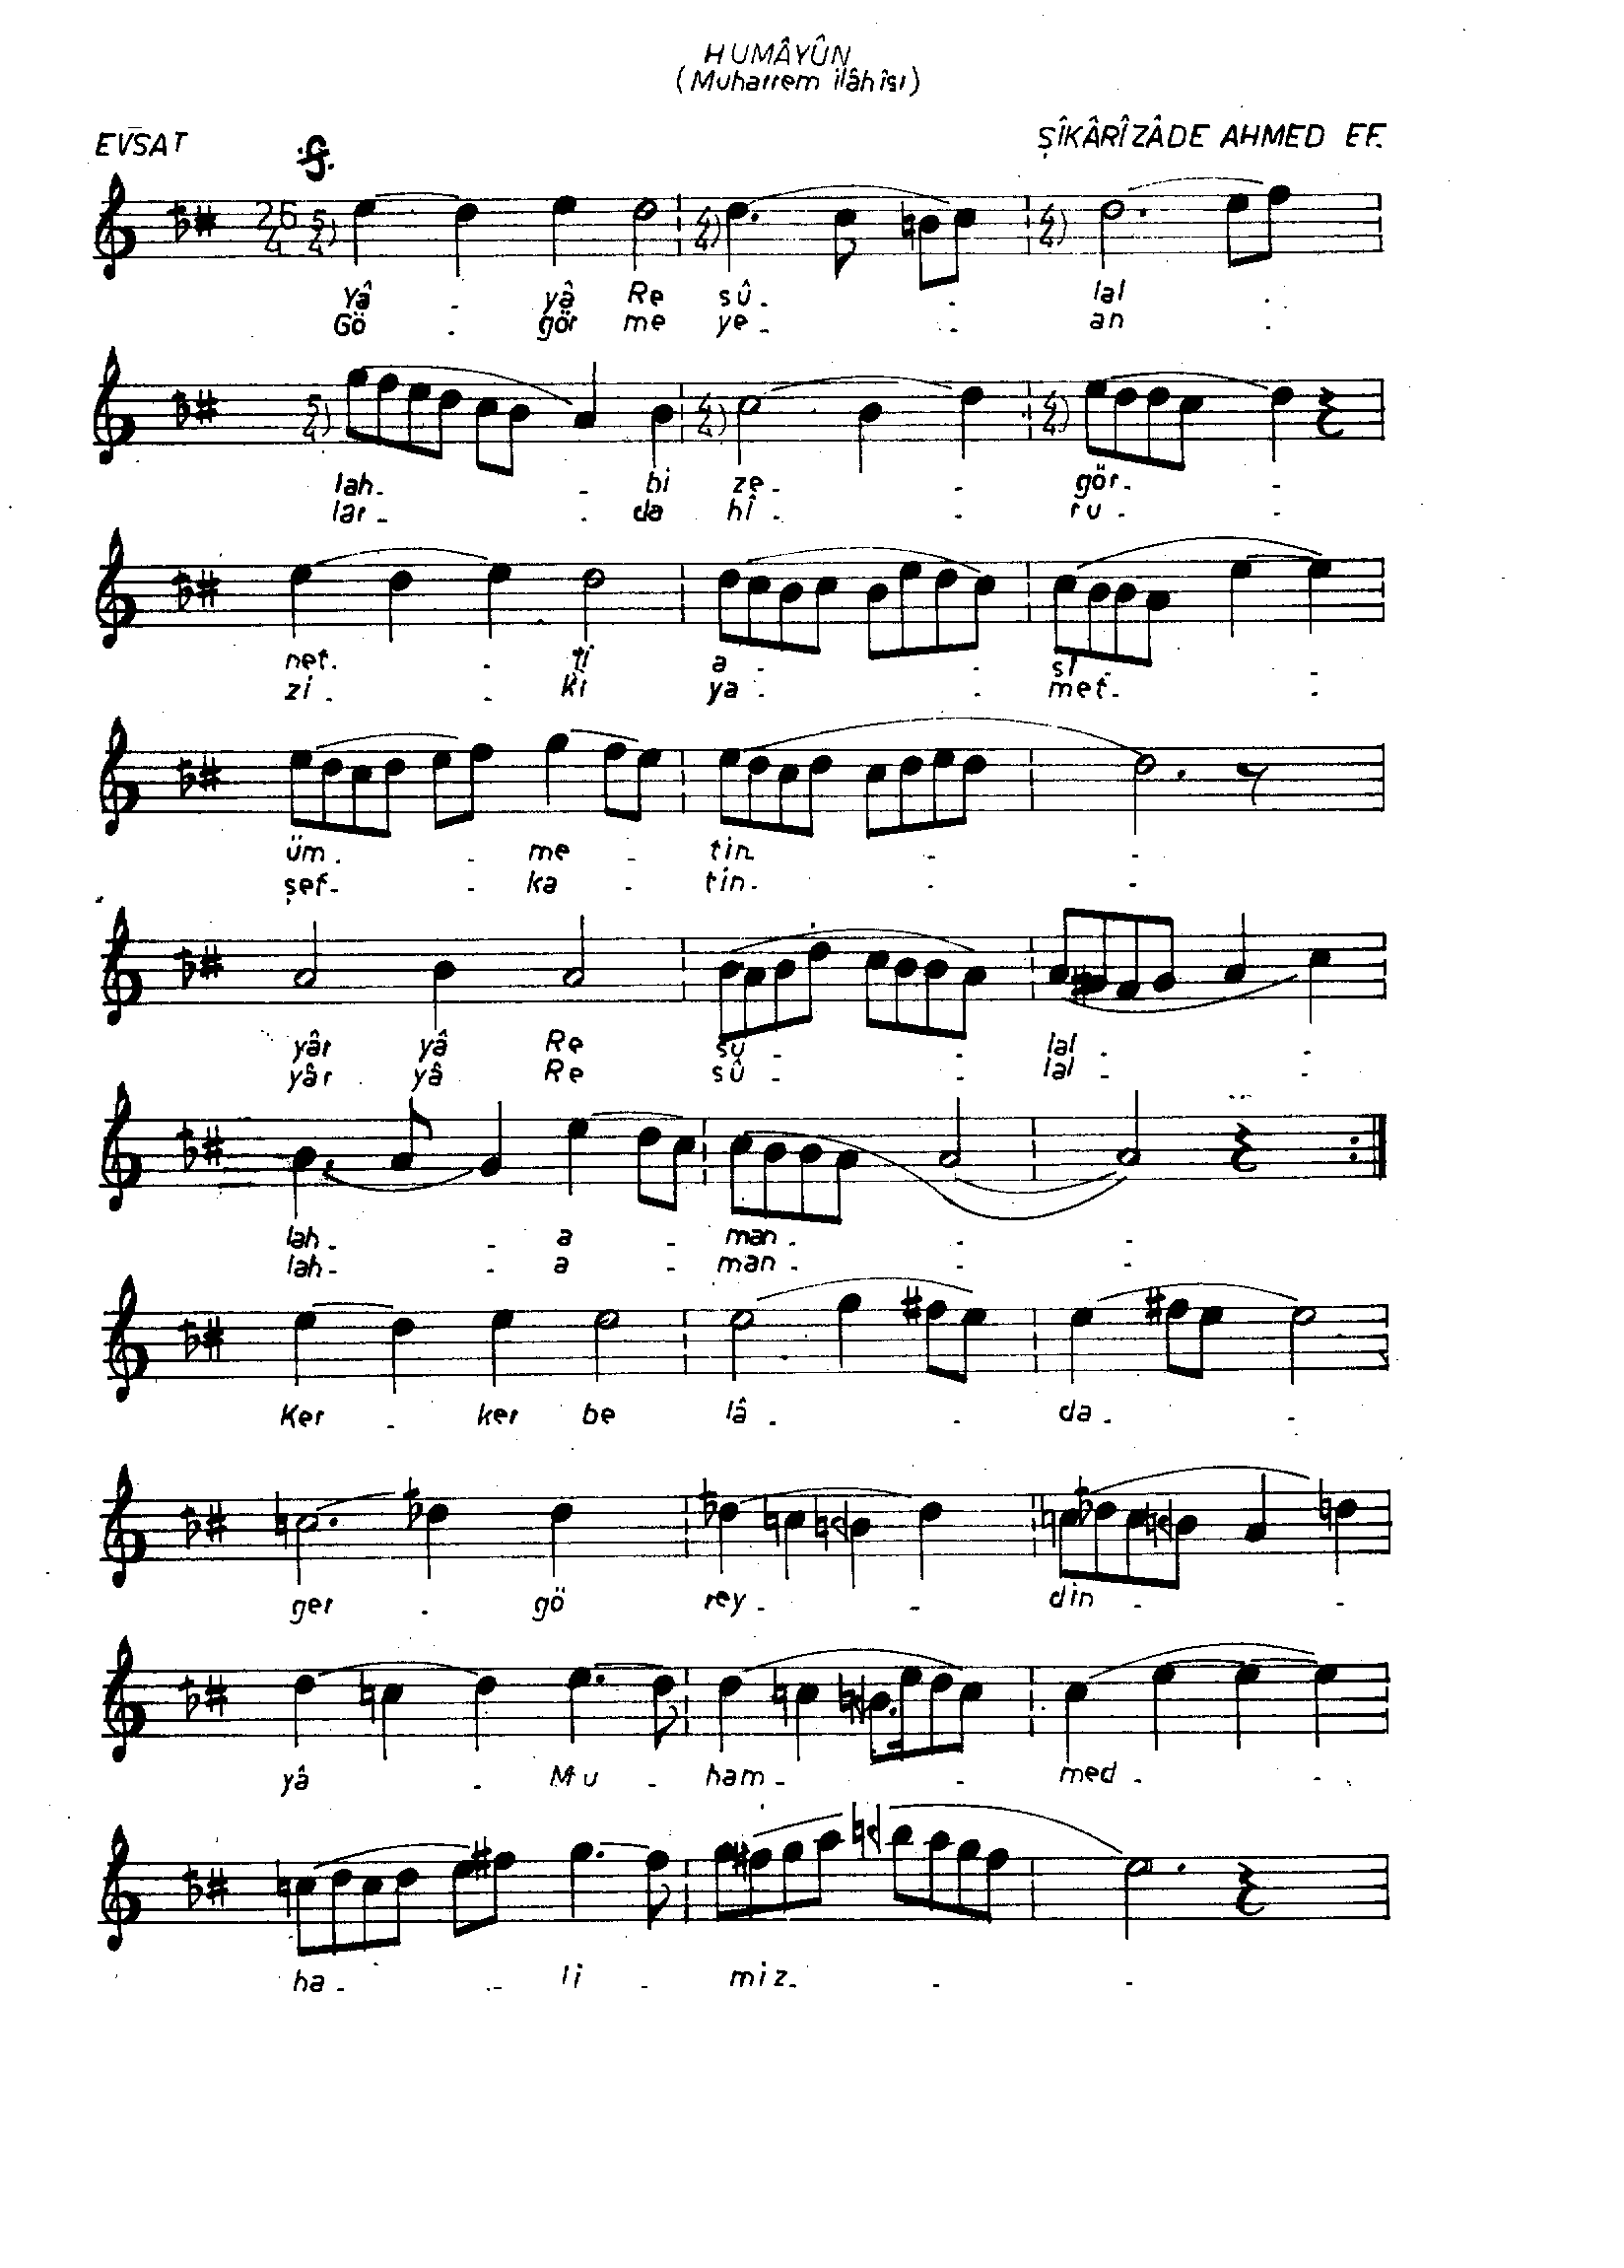 HUMÂYÛN
(Muharrem ilâhîsi)
EVSAT
ŞÎKÂRÎZÂDE AHMED EF.
26 4 5 4) 4 4) 4 4)
Yâ - yâ Re sû - - lal -
Gö - gör me ye - - an -
5 4) 4 4) 4 4)
lah - - bi ze - - gör - -
lar - - da hî - - ru - -
net - - ti a - - si - -
zi - - ki ya - - met - -
üm - - me - tin - -
şef - - ka - tin - -
yâr yâ Re sû - - lal - -
yâr yâ Re sû - - lal - -
lah - - a - man - - -
lah - - a - man - - -
Ker - ker be lâ - - da - -
ger - gö rey - - din - -
yâ - Mu - ham - - med - -
ha - - li - miz - - -